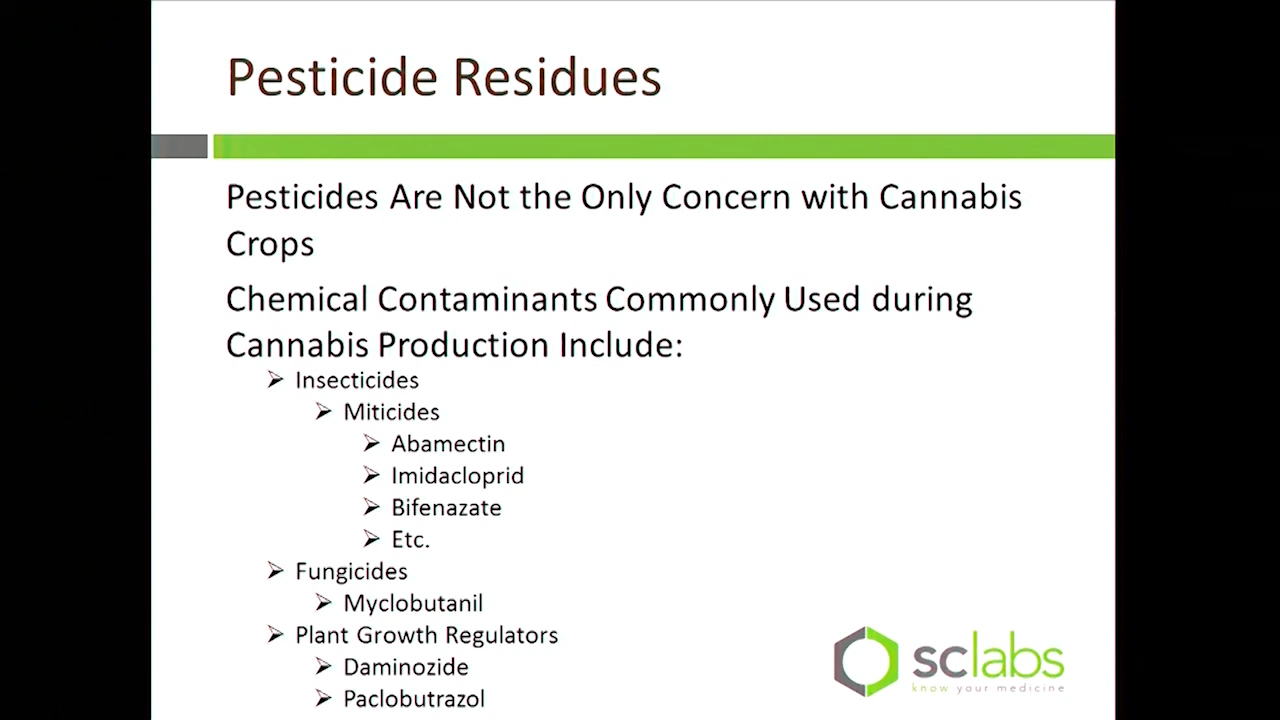 Pesticide Residues
Pesticides Are Not the Only Concern with Cannabis
Crops
Chemical Contaminants Commonly Used during
Cannabis Production Include:
Insecticides
Miticides
Abamectin
Imidacloprid
Bifenazate
Etc.
Fungicides
Myclobutanil
Plant Growth Regulators
Daminozide
Paclobutrazol
sclabs
know your medicine